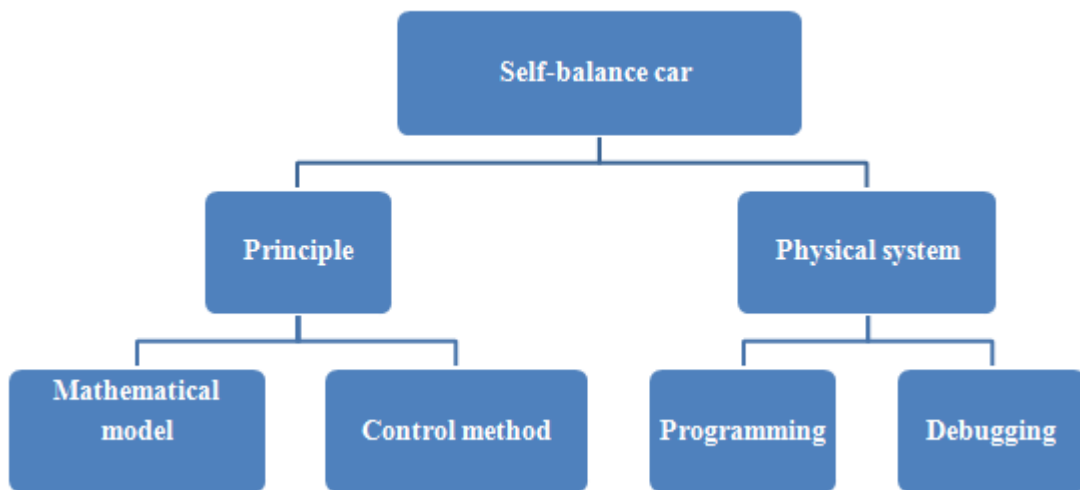 Self-balance car
Principle
Physical system
Mathematical
model
Control method
Programming
Debugging